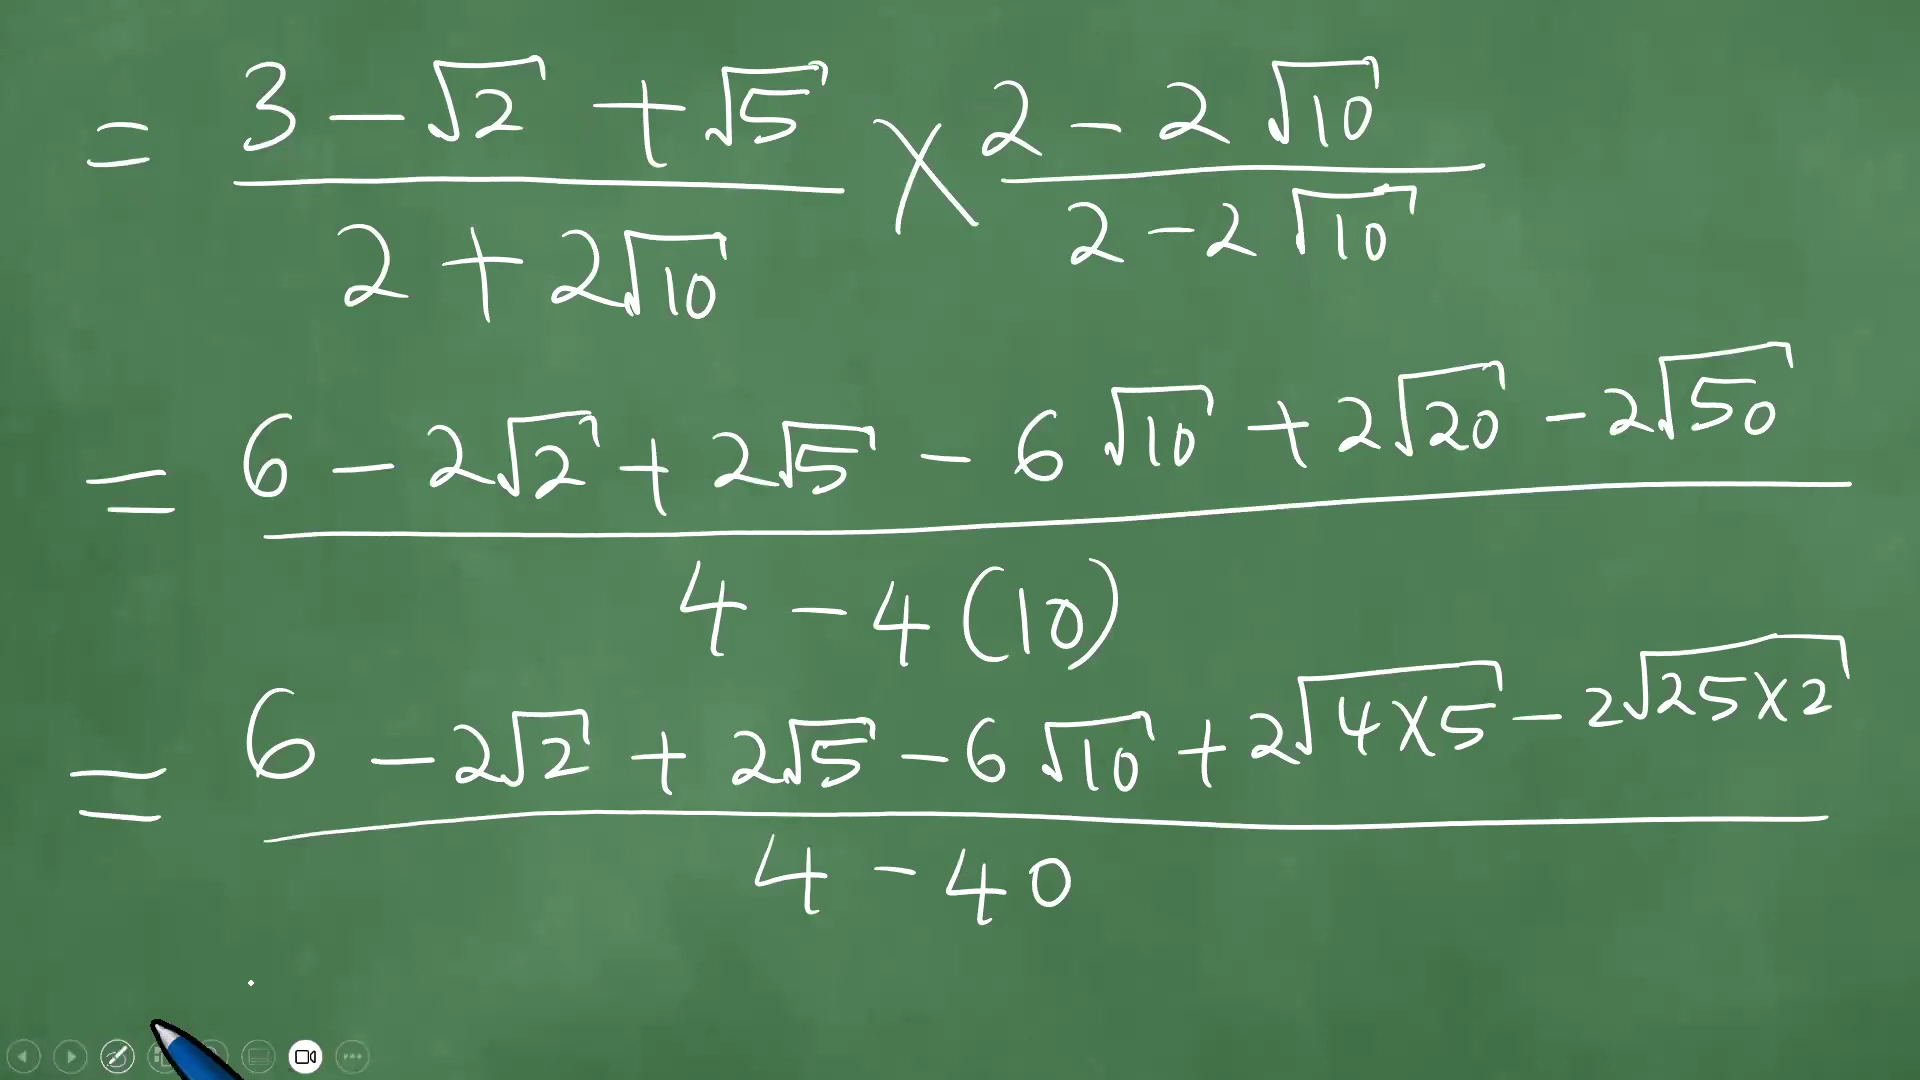 = 3 - √2 + √5 / 2 + 2√10 × 2 - 2√10 / 2 - 2√10
= 6 - 2√2 + 2√5 - 6√10 + 2√20 - 2√50 / 4 - 4(10)
= 6 - 2√2 + 2√5 - 6√10 + 2√4×5 - 2√25×2 / 4 - 40